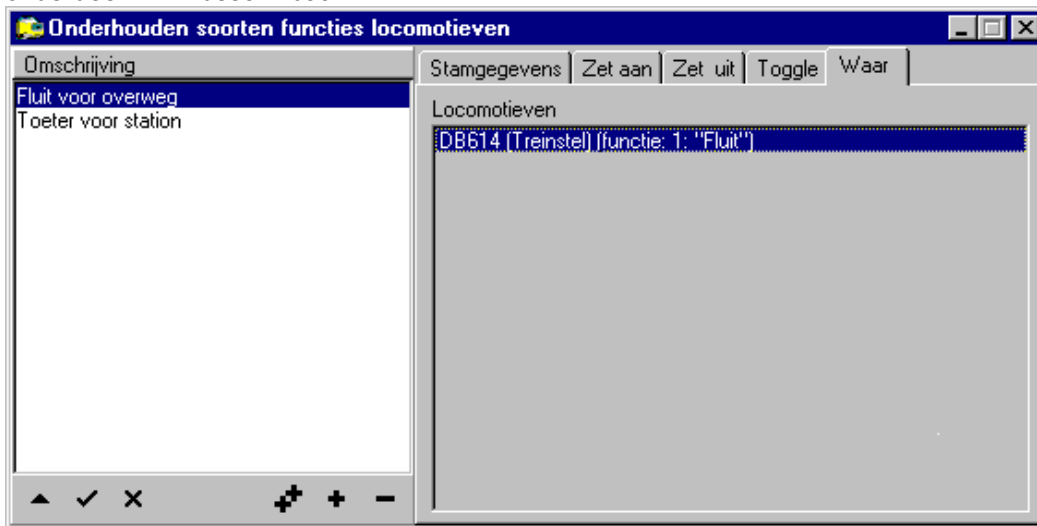 Onderhouden soorten functies locomotieven
Omschrijving
Fluit voor overweg
Toeter voor station
Stamgegevens Zet aan Zet uit Toggle Waar
Locomotieven
DB614 (Treinstel) (functie: 1: "Fluit")